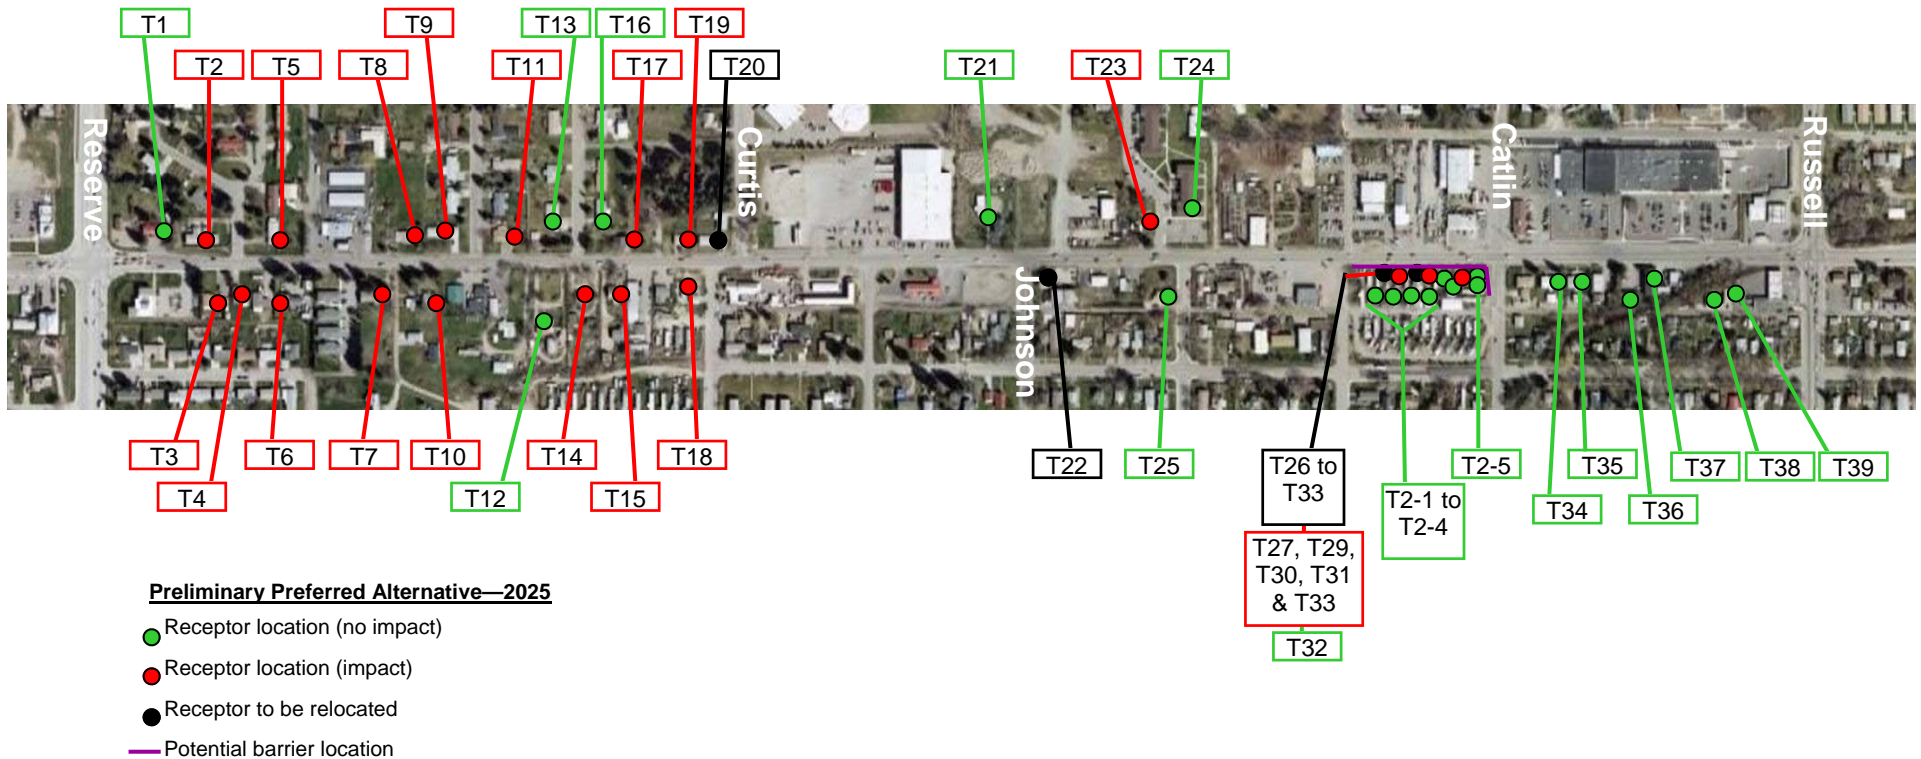 T1
T9
T13
T16
T19
T2
T5
T8
T11
T17
T20
T21
T23
T24
Reserve
Curtis
Johnson
Catlin
Russell
T3
T6
T7
T10
T14
T18
T22
T25
T26 to
T33
T2-5
T35
T37
T38
T39
T4
T12
T15
T2-1 to
T2-4
T34
T36
T27, T29,
T30, T31
& T33
T32
Preliminary Preferred Alternative—2025
Receptor location (no impact)
Receptor location (impact)
Receptor to be relocated
Potential barrier location